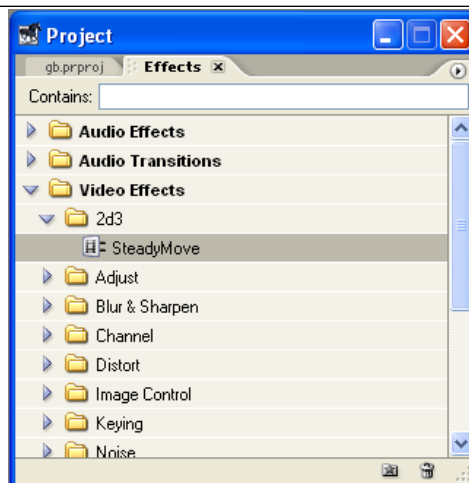 Project
gb.prproj Effects
Contains:
Audio Effects
Audio Transitions
Video Effects
2d3
SteadyMove
Adjust
Blur & Sharpen
Channel
Distort
Image Control
Keying
Noise